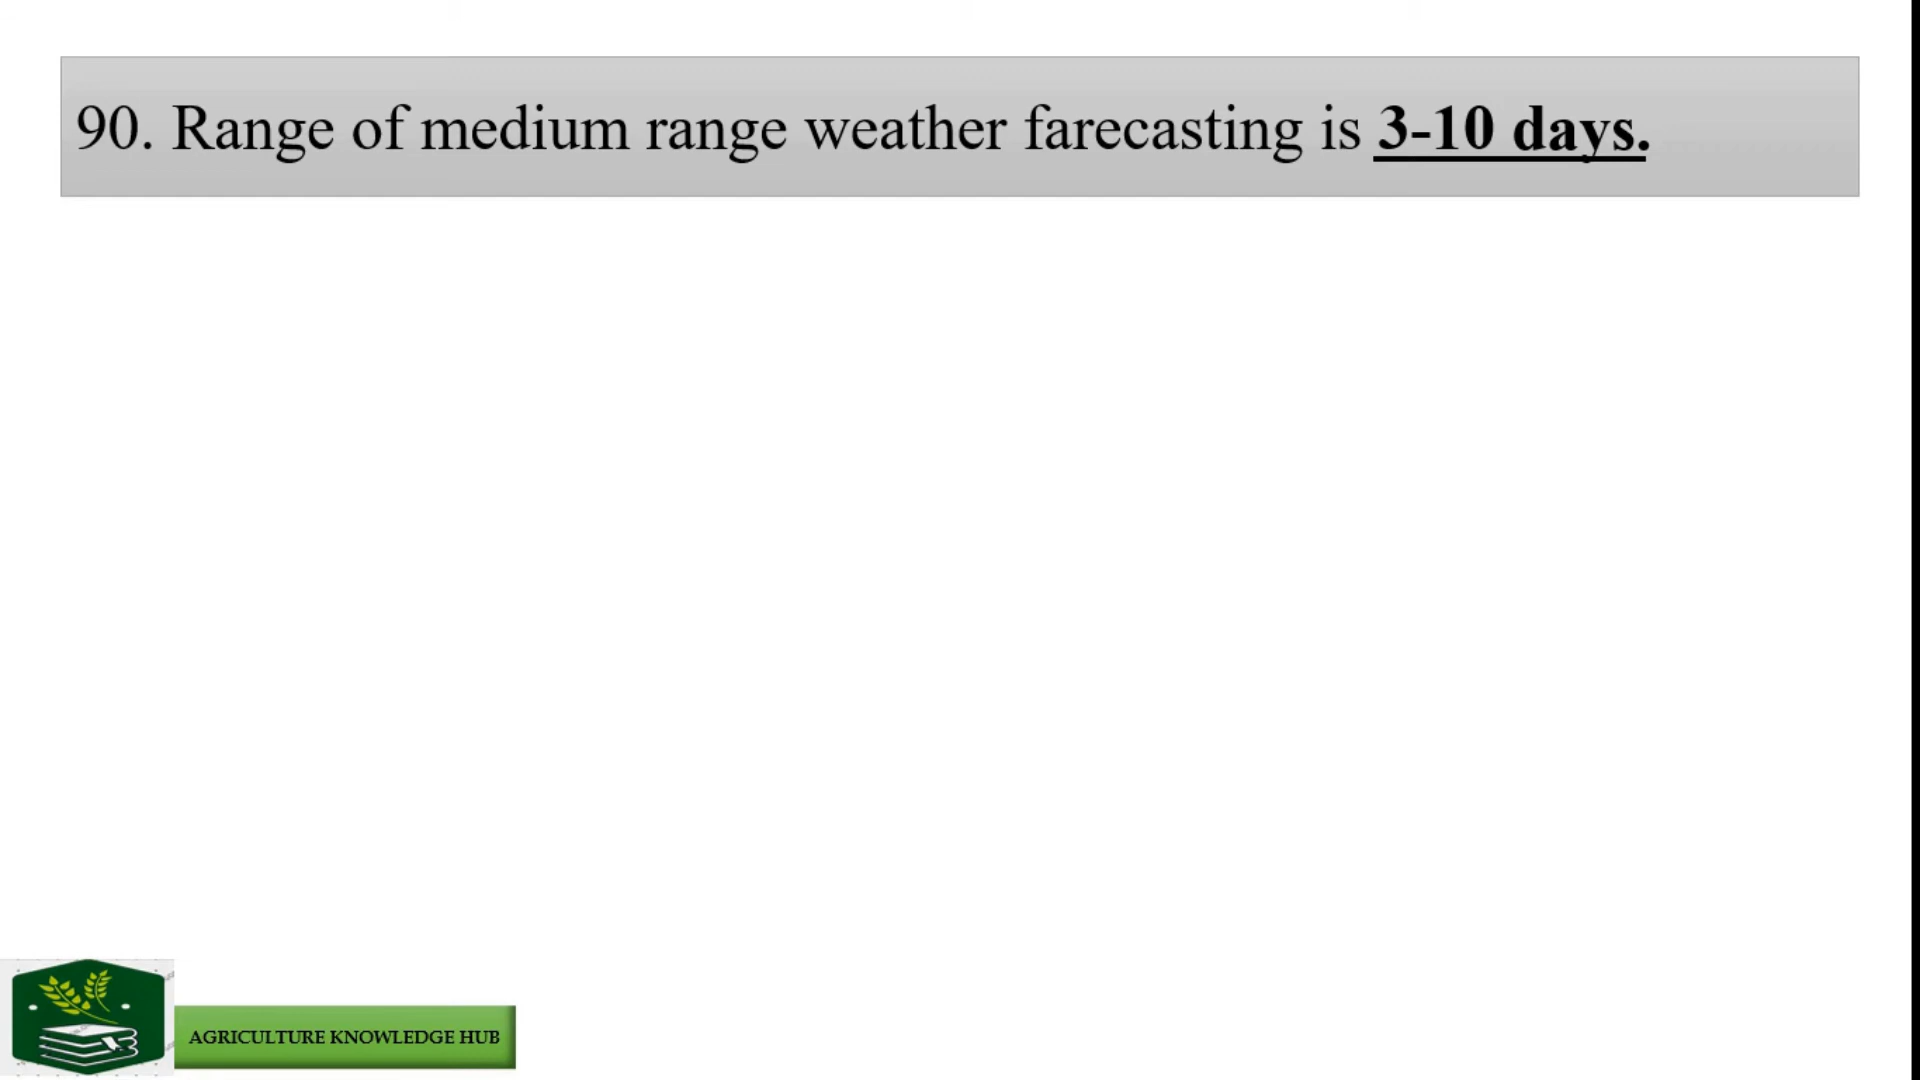 90. Range of medium range weather farecasting is 3-10 days.
AGRICULTURE KNOWLEDGE HUB